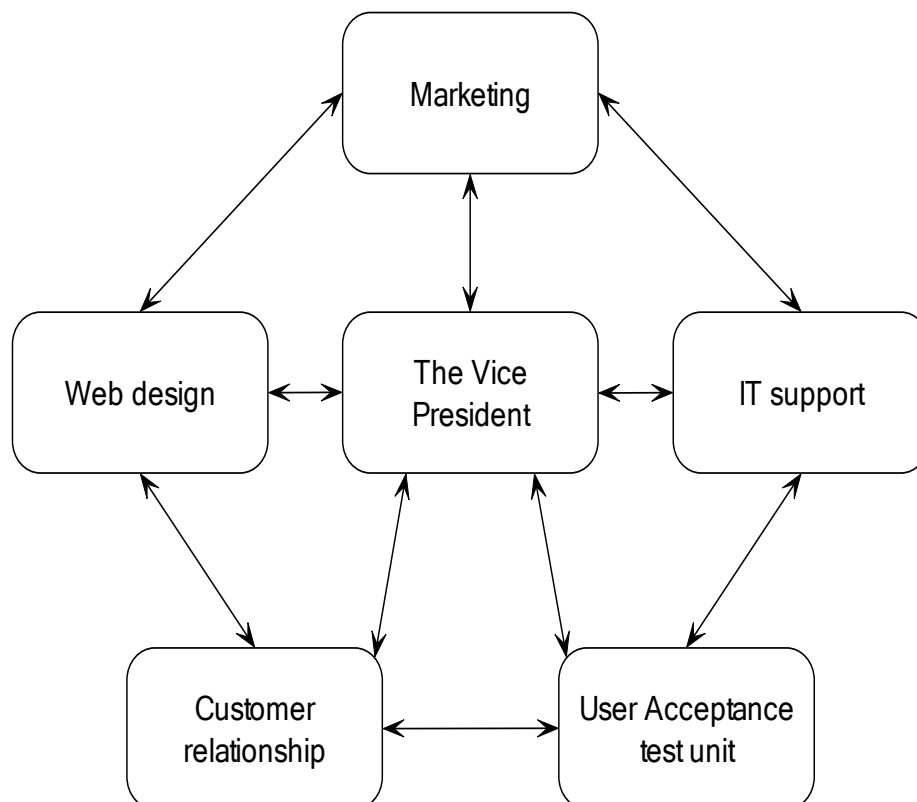 Marketing
Web design
The Vice
President
IT support
Customer
relationship
User Acceptance
test unit